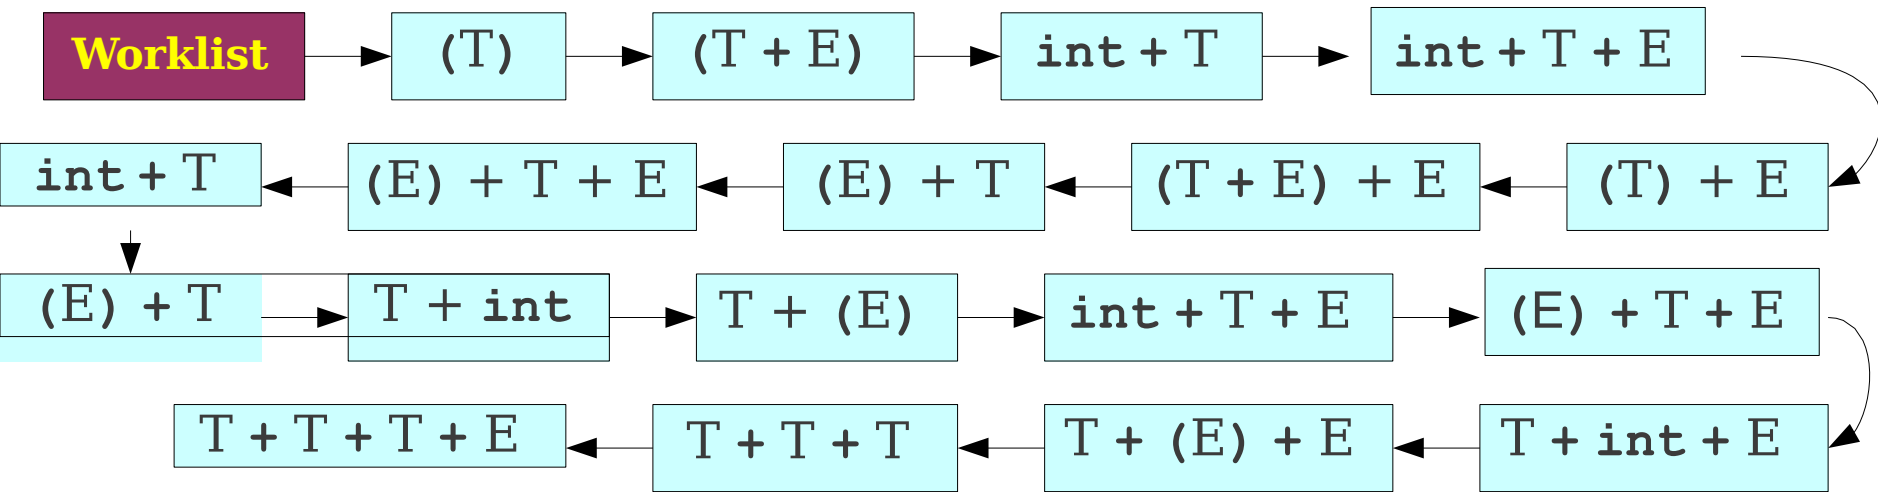 Worklist (T) (T + E) int + T int + T + E
int + T (E) + T + E (E) + T (T + E) + E (T) + E
(E) + T T + int T + (E) int + T + E (E) + T + E
T + T + T + E T + T + T T + (E) + E T + int + E